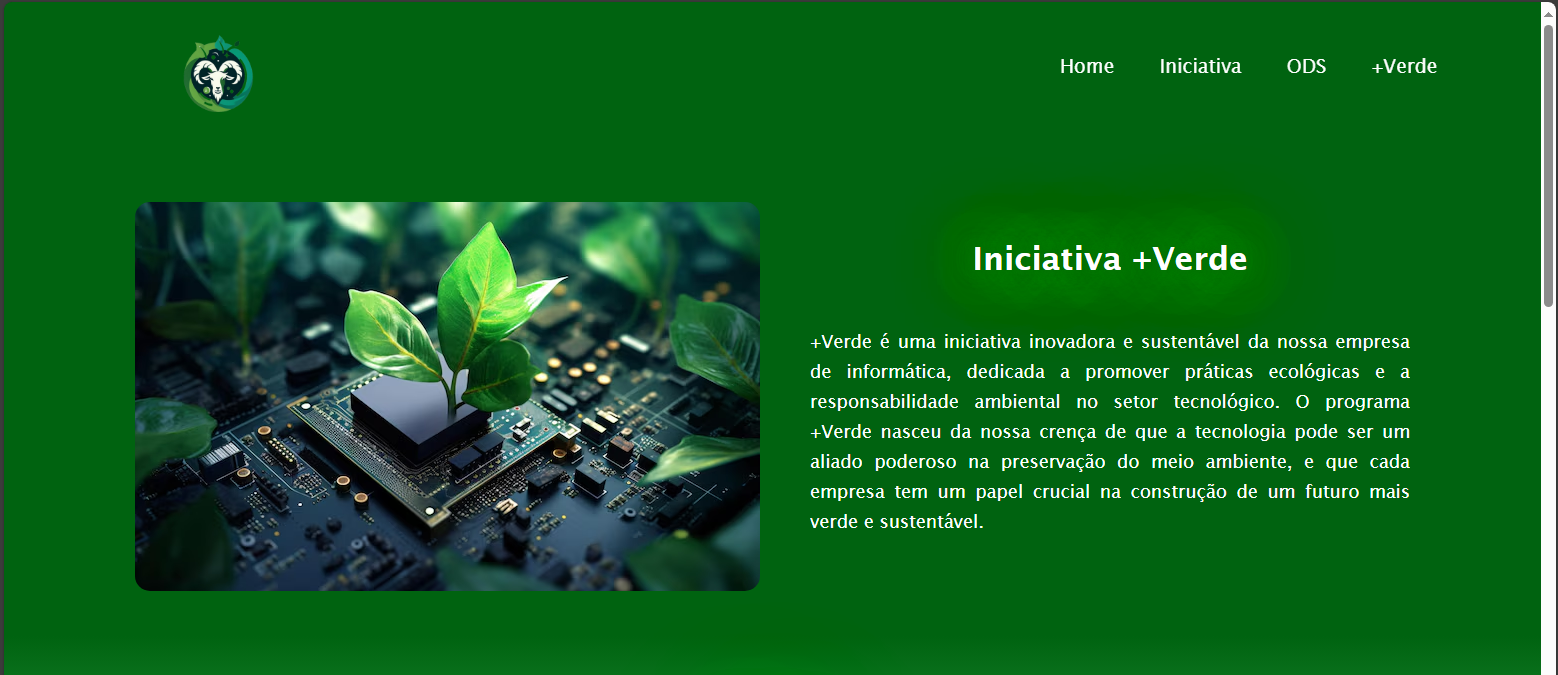 Home Iniciativa ODS +Verde
Iniciativa +Verde
+Verde é uma iniciativa inovadora e sustentável da nossa empresa
de informática, dedicada a promover práticas ecológicas e a
responsabilidade ambiental no setor tecnológico. O programa
+Verde nasceu da nossa crença de que a tecnologia pode ser um
aliado poderoso na preservação do meio ambiente, e que cada
empresa tem um papel crucial na construção de um futuro mais
verde e sustentável.